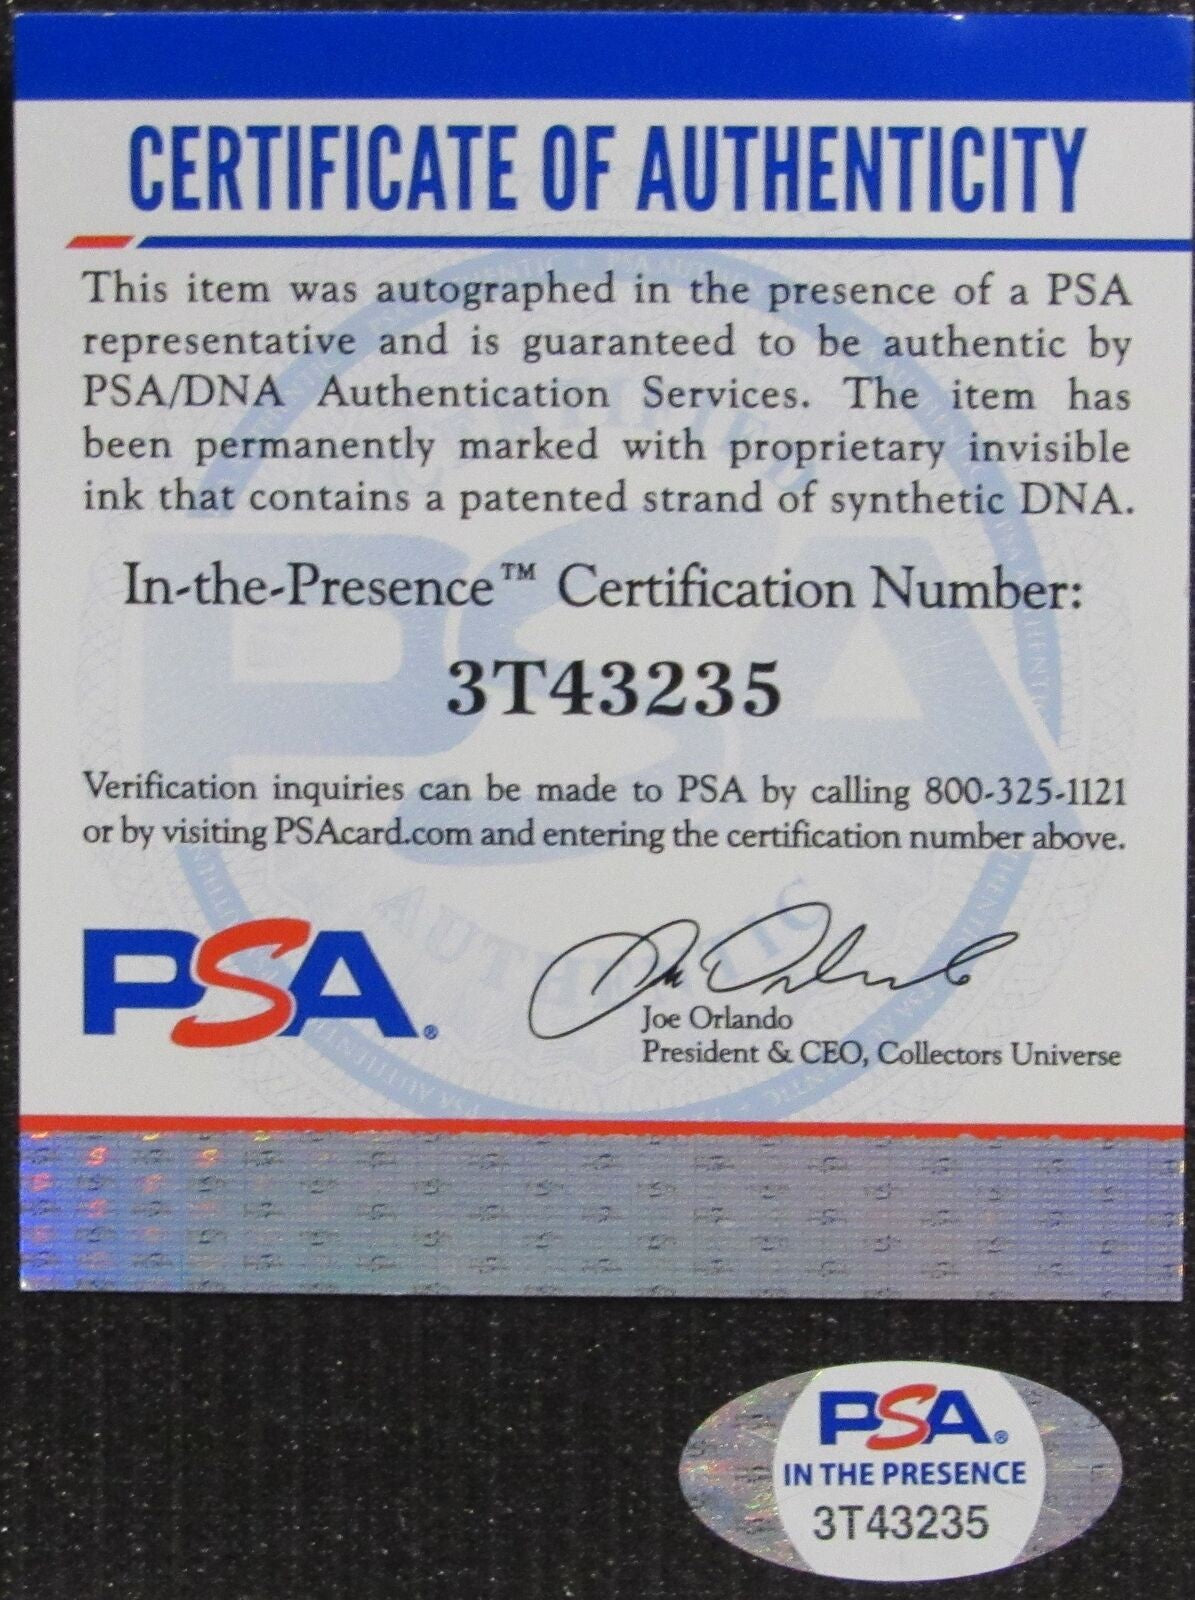 CERTIFICATE OF AUTHENTICITY
This item was autographed in the presence of a PSA
representative and is guaranteed to be authentic by
PSA/DNA Authentication Services. The item has
been permanently marked with proprietary invisible
ink that contains a patented strand of synthetic DNA.
In-the-Presence™ Certification Number:
3T43235
Verification inquiries can be made to PSA by calling 800-325-1121
or by visiting PSAcard.com and entering the certification number above.
PSA®
Joe Orlando
President & CEO, Collectors Universe
PSA®
IN THE PRESENCE
3T43235